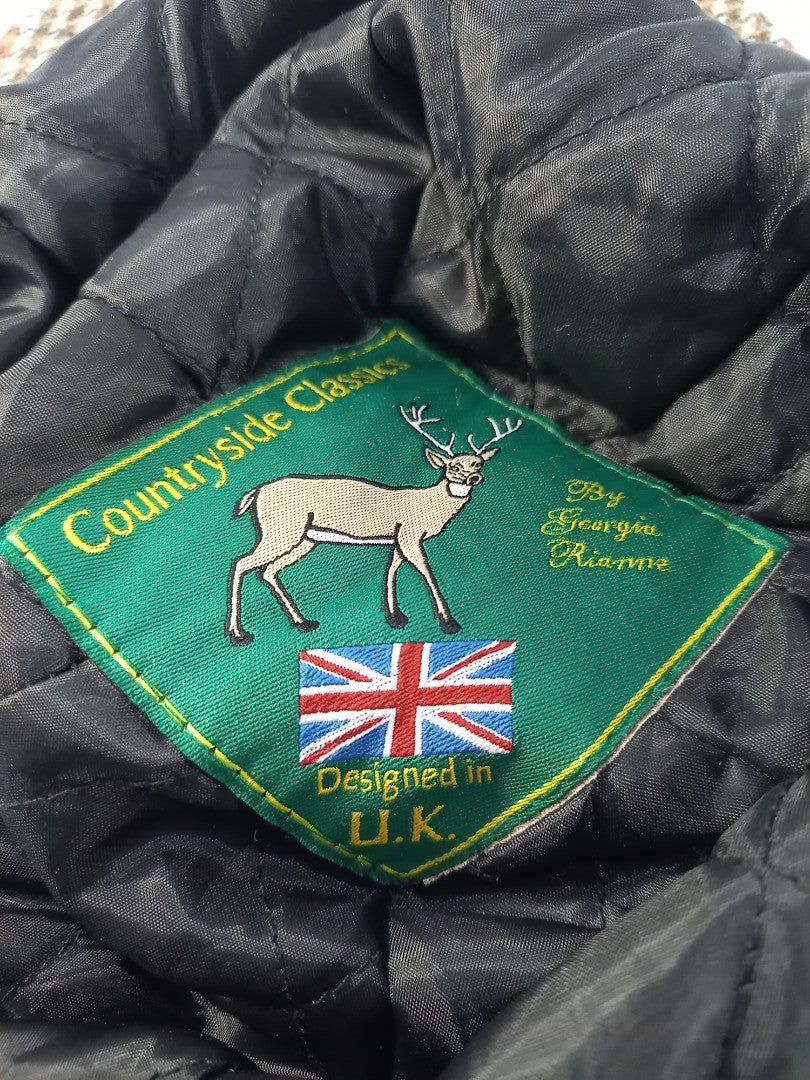 Countryside Classics
By
Georgia
Rianne
Designed in
U.K.